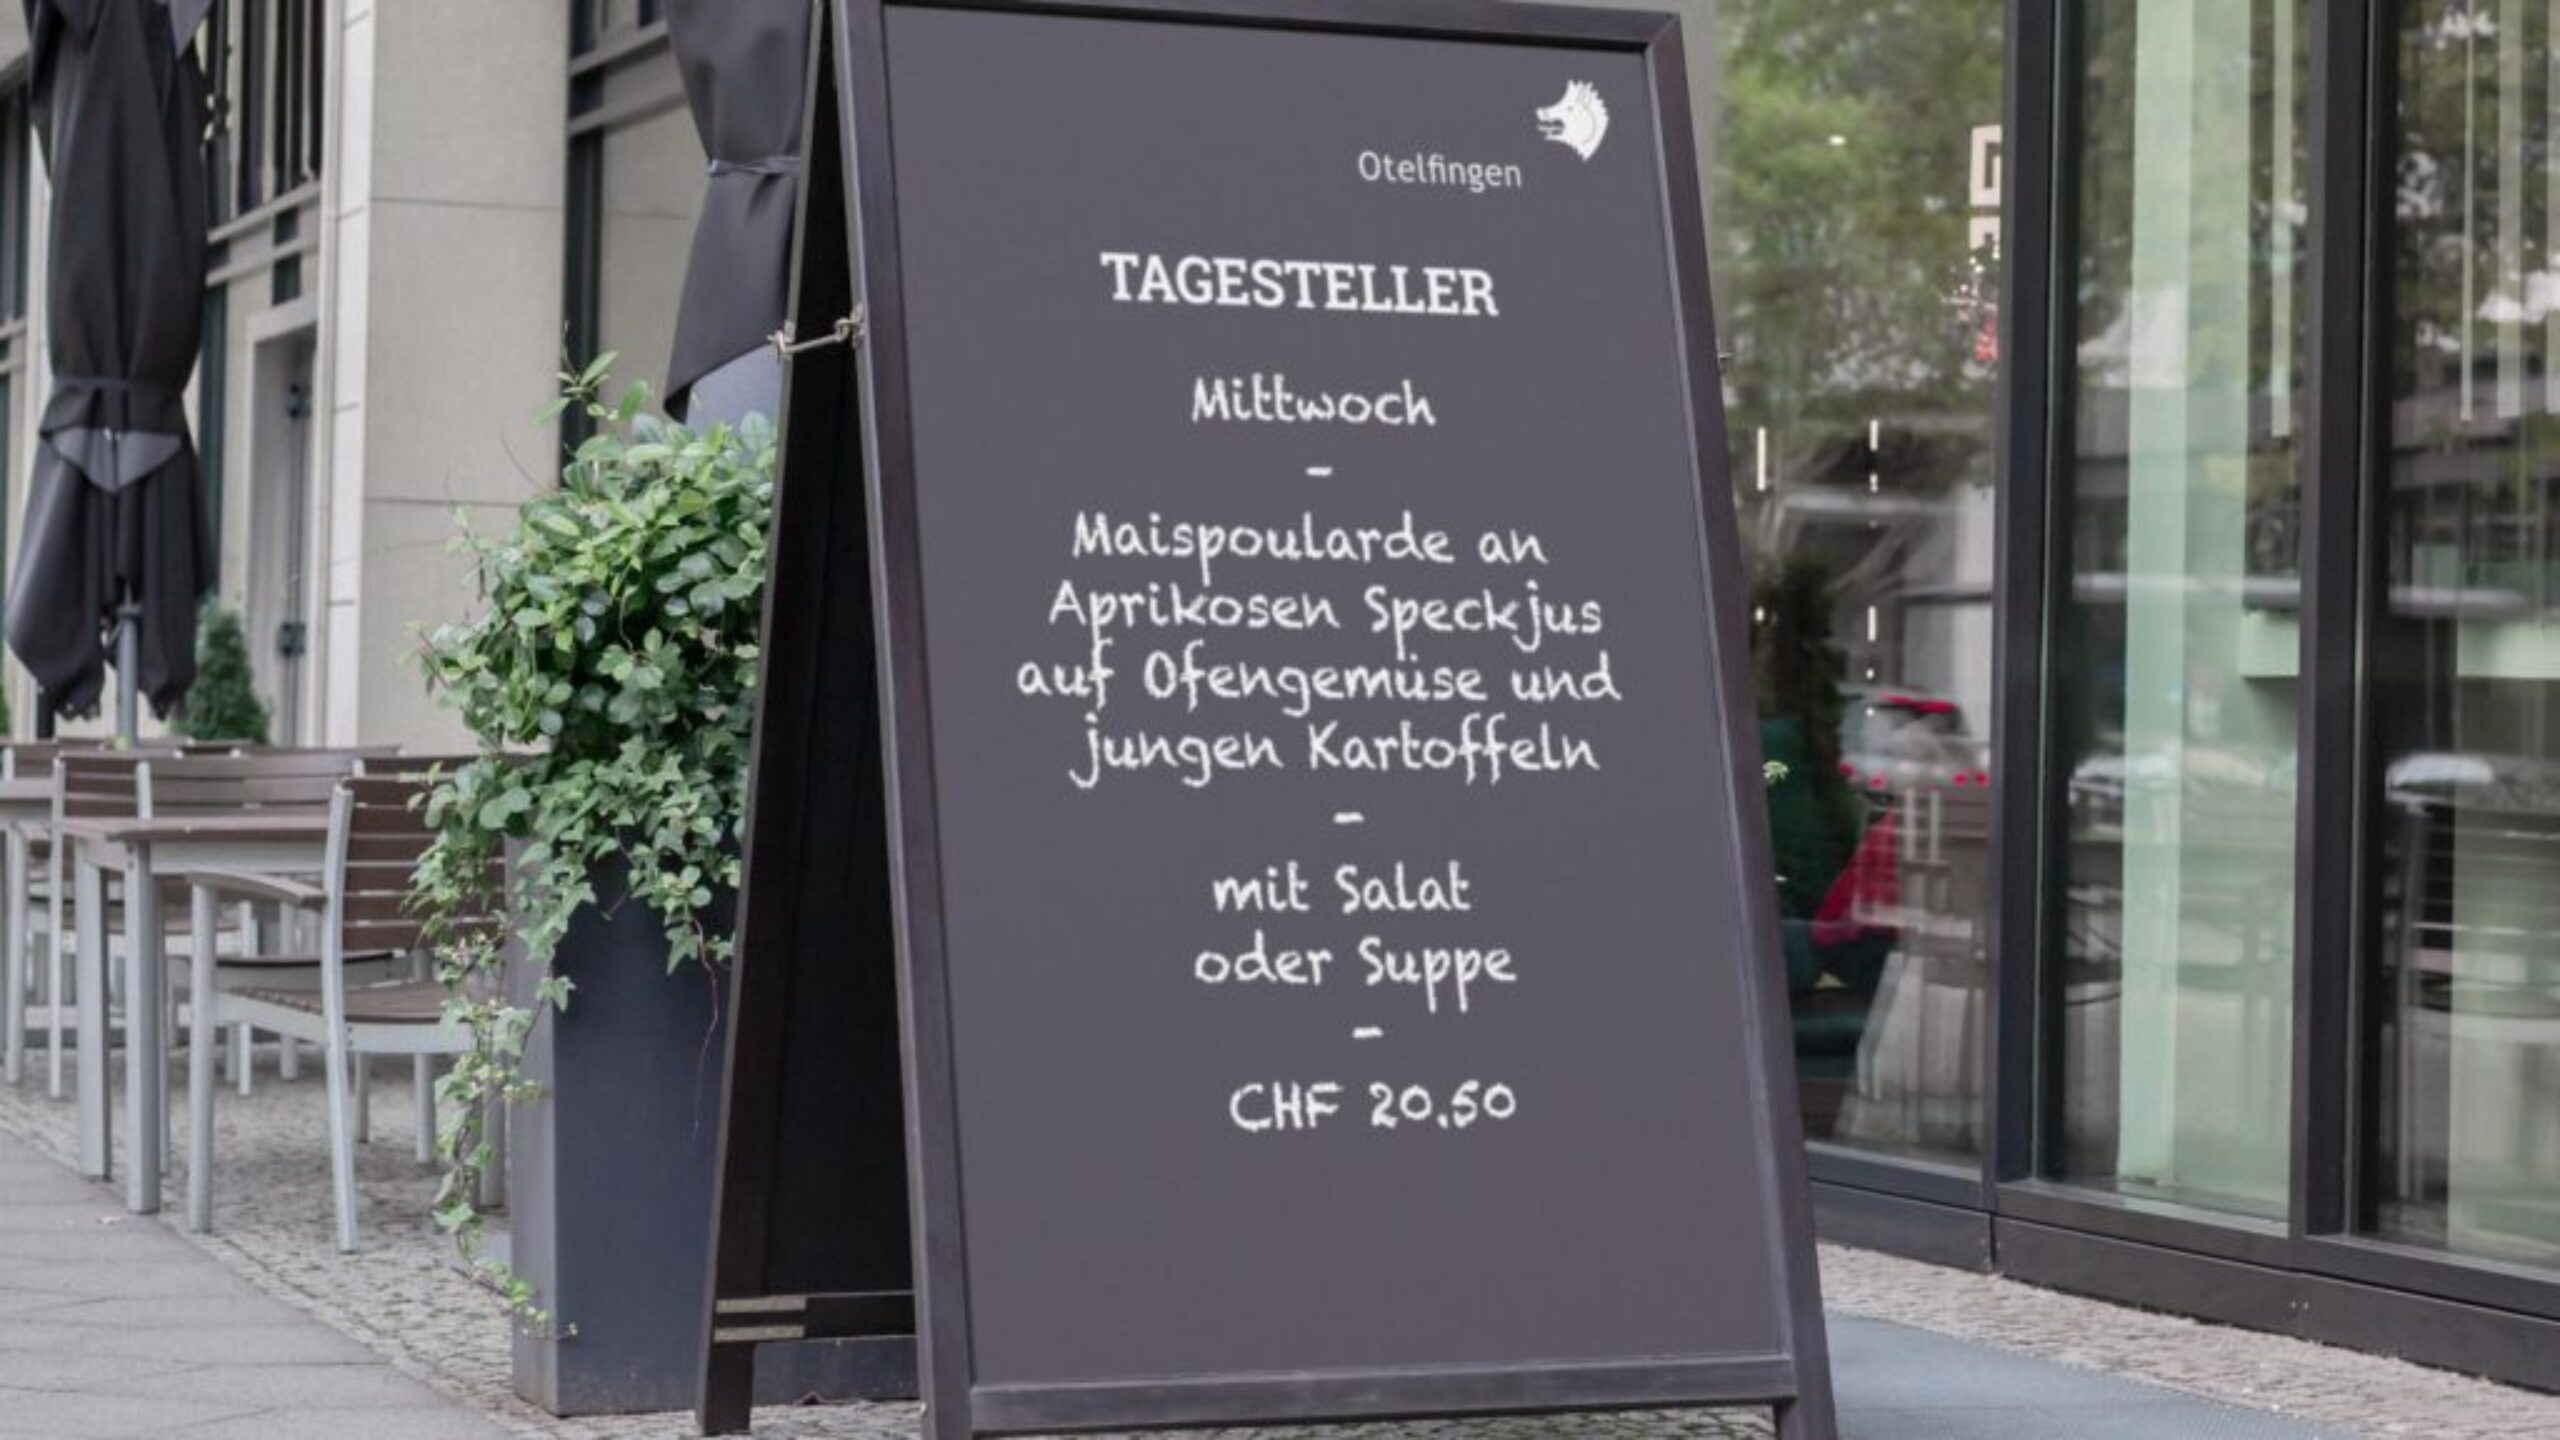 Otelfingen
TAGESTELLER
Mittwoch
-
Maispoularde an
Aprikosen Speckjus
auf Ofengemüse und
jungen Kartoffeln
-
mit Salat
oder Suppe
-
CHF 20.50